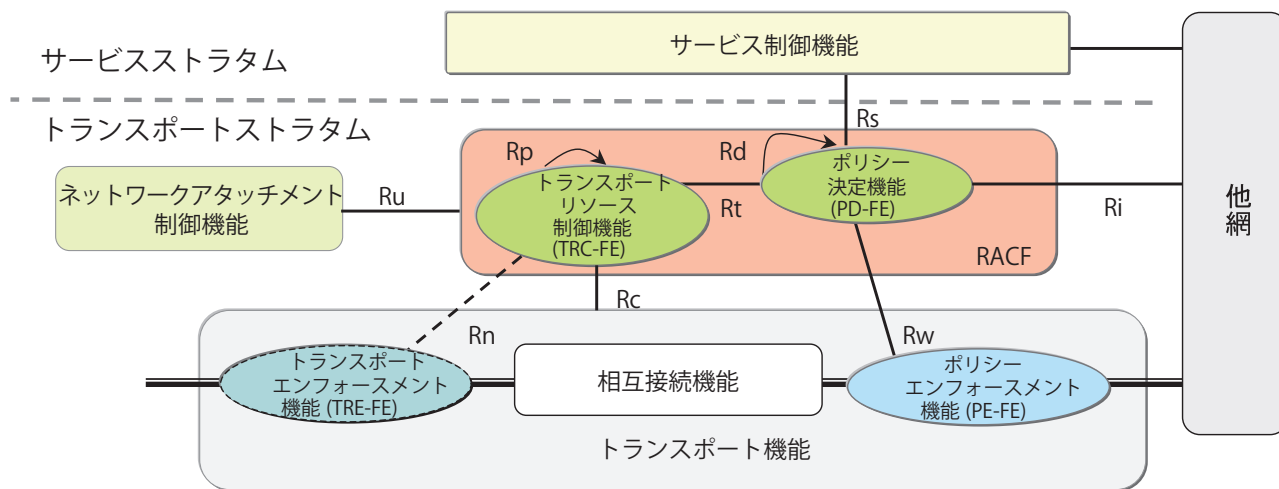 サービス制御機能
サービスストラタム
トランスポートストラタム
Rs
Rp
Rd
ポリシー
決定機能
(PD-FE)
トランスポート
リソース
制御機能
(TRC-FE)
ネットワークアタッチメント
制御機能
Ru
Rt
Ri
他網
RACF
Rc
Rn
Rw
トランスポート
エンフォースメント
機能 (TRE-FE)
相互接続機能
ポリシー
エンフォースメント
機能 (PE-FE)
トランスポート機能